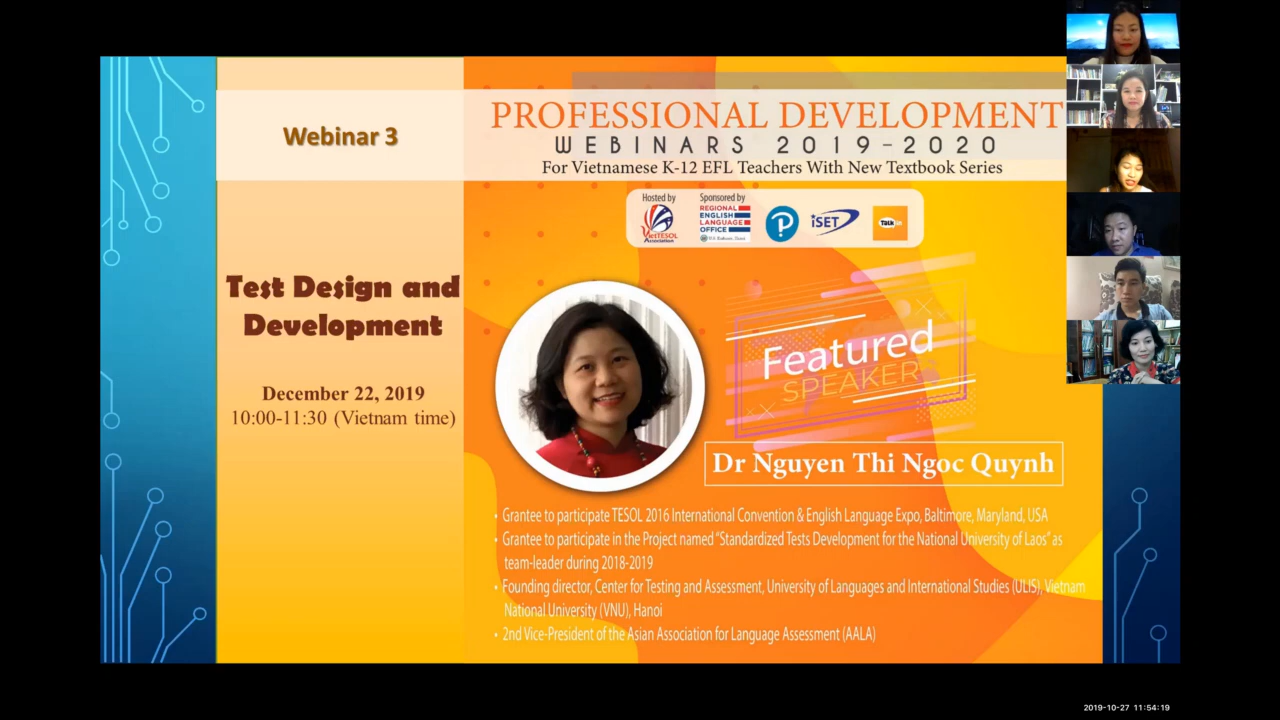 Webinar 3
Test Design and
Development
December 22, 2019
10:00-11:30 (Vietnam time)
PROFESSIONAL DEVELOPMENT
WEBINARS 2019-2020
For Vietnamese K-12 EFL Teachers With New Textbook Series
Hosted by
VietTESOL
Association
Sponsored by
REGIONAL
ENGLISH
LANGUAGE
OFFICE
iSET
Talk
Featured
SPEAKER
Dr Nguyen Thi Ngoc Quynh
• Grantee to participate TESOL 2016 International Convention & English Language Expo, Baltimore, Maryland, USA
• Grantee to participate in the Project named "Standardized Tests Development for the National University of Laos" as
team-leader during 2018-2019
• Founding director, Center for Testing and Assessment, University of Languages and International Studies (ULIS), Vietnam
National University (VNU), Hanoi
• 2nd Vice-President of the Asian Association for Language Assessment (AALA)
2019-10-27 11:54:19